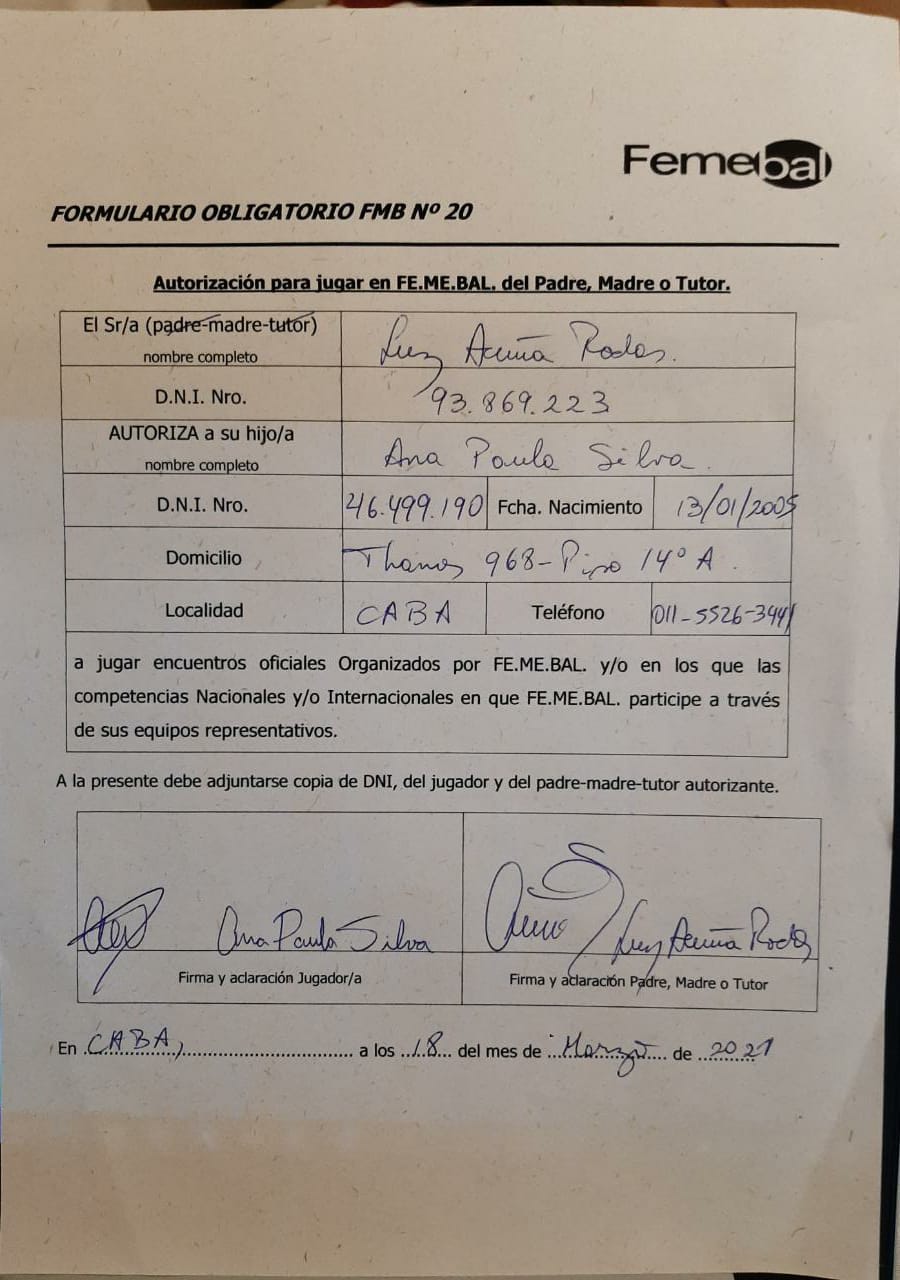 Femebal
FORMULARIO OBLIGATORIO FMB Nº 20
Autorización para jugar en FE.ME.BAL. del Padre, Madre o Tutor.
El Sr/a (padre-madre-tutor)
nombre completo
Luz Acuña Rodas.
D.N.I. Nro. 93.869.223
AUTORIZA a su hijo/a
nombre completo
Ana Paula Silva.
D.N.I. Nro. 46.499.190 Fcha. Nacimiento 13/01/2005
Domicilio 968-Piso 14º A.
Localidad CABA Teléfono 011-5526-3441
a jugar encuentros oficiales Organizados por FE.ME.BAL. y/o en los que las
competencias Nacionales y/o Internacionales en que FE.ME.BAL. participe a través
de sus equipos representativos.
A la presente debe adjuntarse copia de DNI, del jugador y del padre-madre-tutor autorizante.
Ana Paula Silva
Luz Acuña Rodas
Firma y aclaración Jugador/a
Firma y aclaración Padre, Madre o Tutor
En CABA, a los 18 del mes de Marzo de 2021